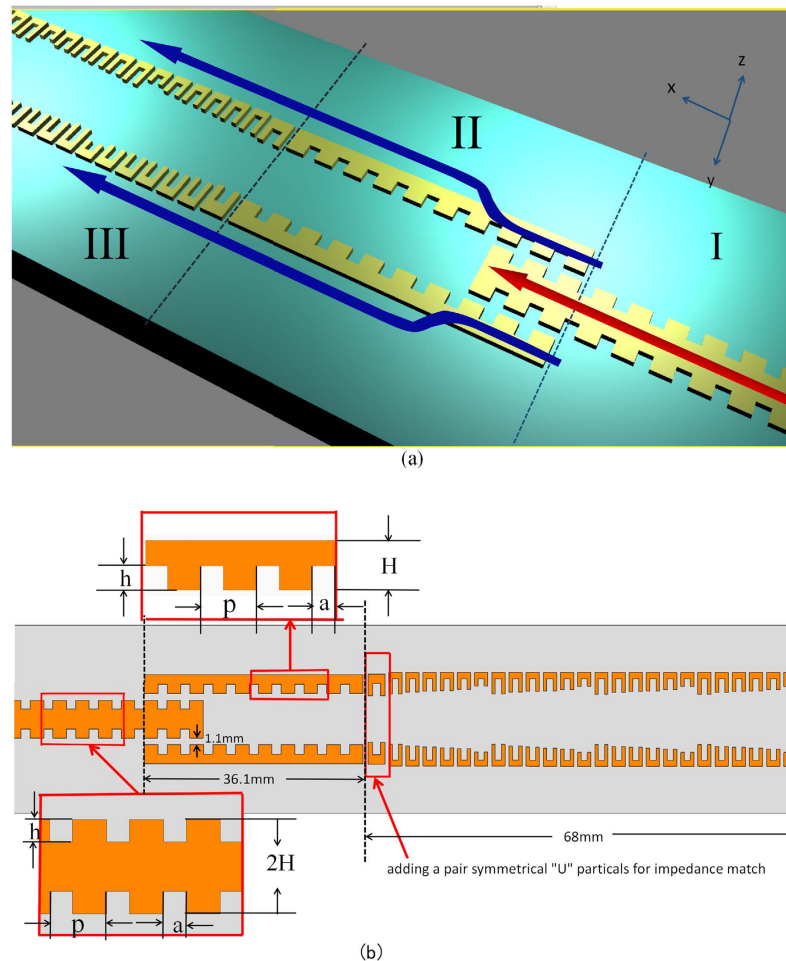 z
x
y
II
I
III
(a)
H
h
p
a
1.1mm
36.1mm
68mm
h
2H
adding a pair symmetrical "U" particals for impedance match
p
a
(b)